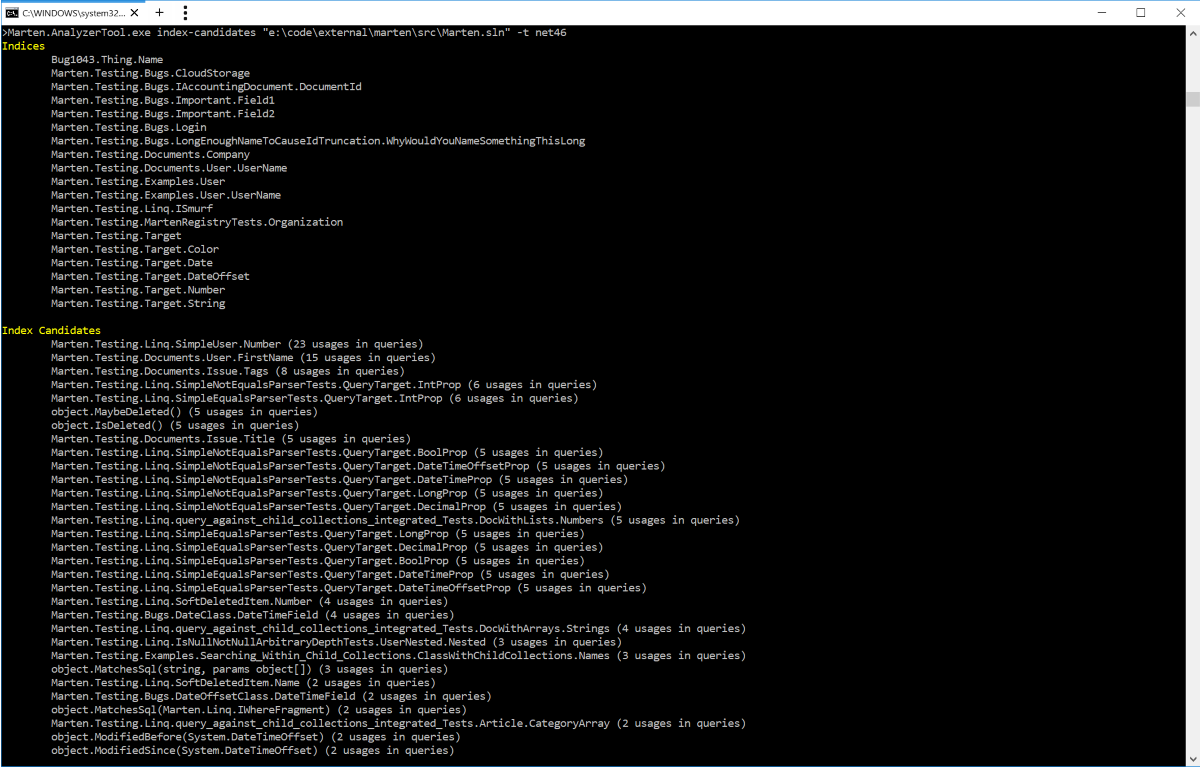 C:\WINDOWS\system32...
>Marten.AnalyzerTool.exe index-candidates "e:\code\external\marten\src\Marten.sln" -t net46
Indices
Bug1043.Thing.Name
Marten.Testing.Bugs.CloudStorage
Marten.Testing.Bugs.IAccountingDocument.DocumentId
Marten.Testing.Bugs.Important.Field1
Marten.Testing.Bugs.Important.Field2
Marten.Testing.Bugs.Login
Marten.Testing.Bugs.LongEnoughNameToCauseIdTruncation.WhyWouldYouNameSomethingThisLong
Marten.Testing.Documents.Company
Marten.Testing.Documents.User.UserName
Marten.Testing.Examples.User
Marten.Testing.Examples.User.UserName
Marten.Testing.Linq.ISmurf
Marten.Testing.MartenRegistryTests.Organization
Marten.Testing.Target
Marten.Testing.Target.Color
Marten.Testing.Target.Date
Marten.Testing.Target.DateOffset
Marten.Testing.Target.Number
Marten.Testing.Target.String
Index Candidates
Marten.Testing.Linq.SimpleUser.Number (23 usages in queries)
Marten.Testing.Documents.User.FirstName (15 usages in queries)
Marten.Testing.Documents.Issue.Tags (8 usages in queries)
Marten.Testing.Linq.SimpleNotEqualsParserTests.QueryTarget.IntProp (6 usages in queries)
Marten.Testing.Linq.SimpleEqualsParserTests.QueryTarget.IntProp (6 usages in queries)
object.MaybeDeleted() (5 usages in queries)
object.IsDeleted() (5 usages in queries)
Marten.Testing.Documents.Issue.Title (5 usages in queries)
Marten.Testing.Linq.SimpleNotEqualsParserTests.QueryTarget.BoolProp (5 usages in queries)
Marten.Testing.Linq.SimpleNotEqualsParserTests.QueryTarget.DateTimeOffsetProp (5 usages in queries)
Marten.Testing.Linq.SimpleNotEqualsParserTests.QueryTarget.DateTimeProp (5 usages in queries)
Marten.Testing.Linq.SimpleNotEqualsParserTests.QueryTarget.LongProp (5 usages in queries)
Marten.Testing.Linq.SimpleNotEqualsParserTests.QueryTarget.DecimalProp (5 usages in queries)
Marten.Testing.Linq.query_against_child_collections_integrated_Tests.DocWithLists.Numbers (5 usages in queries)
Marten.Testing.Linq.SimpleEqualsParserTests.QueryTarget.LongProp (5 usages in queries)
Marten.Testing.Linq.SimpleEqualsParserTests.QueryTarget.DecimalProp (5 usages in queries)
Marten.Testing.Linq.SimpleEqualsParserTests.QueryTarget.BoolProp (5 usages in queries)
Marten.Testing.Linq.SimpleEqualsParserTests.QueryTarget.DateTimeProp (5 usages in queries)
Marten.Testing.Linq.SimpleEqualsParserTests.QueryTarget.DateTimeOffsetProp (5 usages in queries)
Marten.Testing.Linq.SoftDeletedItem.Number (4 usages in queries)
Marten.Testing.Bugs.DateClass.DateTimeField (4 usages in queries)
Marten.Testing.Linq.query_against_child_collections_integrated_Tests.DocWithArrays.Strings (4 usages in queries)
Marten.Testing.Linq.IsNullNotNullArbitraryDepthTests.UserNested.Nested (3 usages in queries)
Marten.Testing.Examples.Searching_Within_Child_Collections.ClassWithChildCollections.Names (3 usages in queries)
object.MatchesSql(string, params object[]) (3 usages in queries)
Marten.Testing.Linq.SoftDeletedItem.Name (2 usages in queries)
Marten.Testing.Bugs.DateOffsetClass.DateTimeField (2 usages in queries)
object.MatchesSql(Marten.Linq.IWhereFragment) (2 usages in queries)
Marten.Testing.Linq.query_against_child_collections_integrated_Tests.Article.CategoryArray (2 usages in queries)
object.ModifiedBefore(System.DateTimeOffset) (2 usages in queries)
object.ModifiedSince(System.DateTimeOffset) (2 usages in queries)